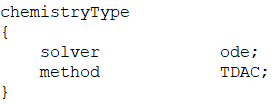 chemistryType
{
    solver            ode;
    method            TDAC;
}